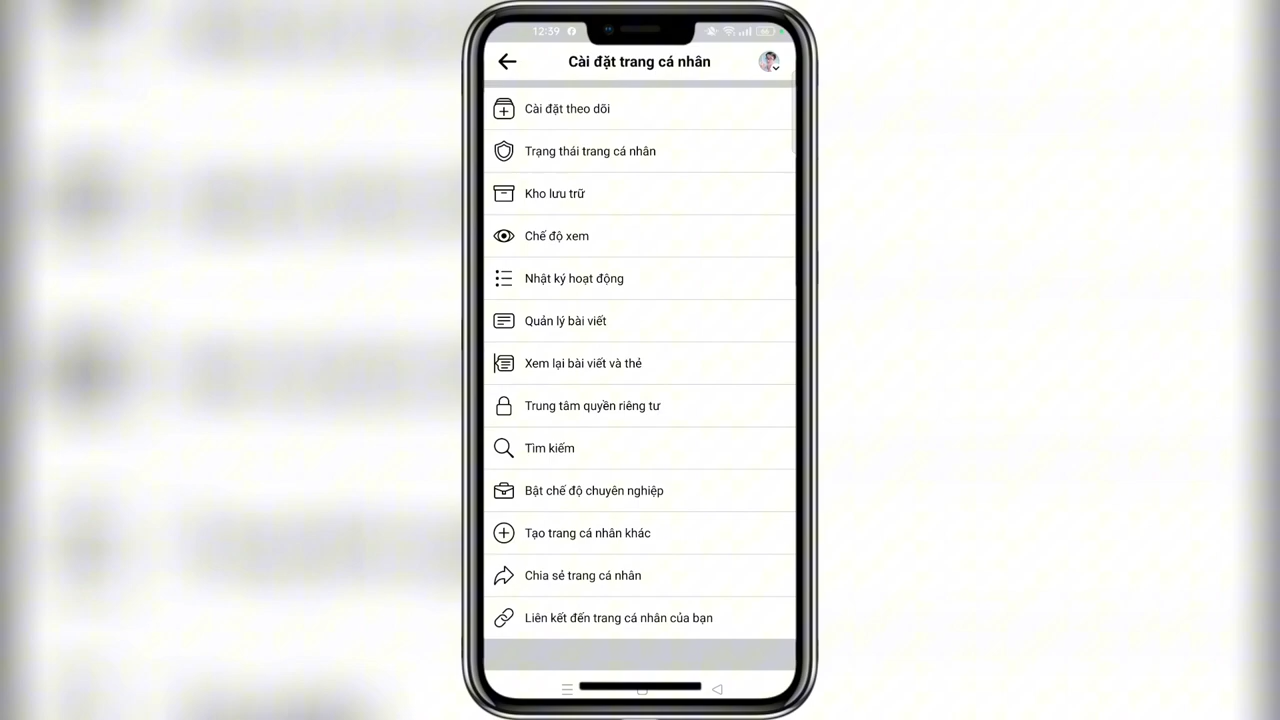 12:39
66
Cài đặt trang cá nhân
Cài đặt theo dõi
Trạng thái trang cá nhân
Kho lưu trữ
Chế độ xem
Nhật ký hoạt động
Quản lý bài viết
Xem lại bài viết và thẻ
Trung tâm quyền riêng tư
Tìm kiếm
Bật chế độ chuyên nghiệp
Tạo trang cá nhân khác
Chia sẻ trang cá nhân
Liên kết đến trang cá nhân của bạn